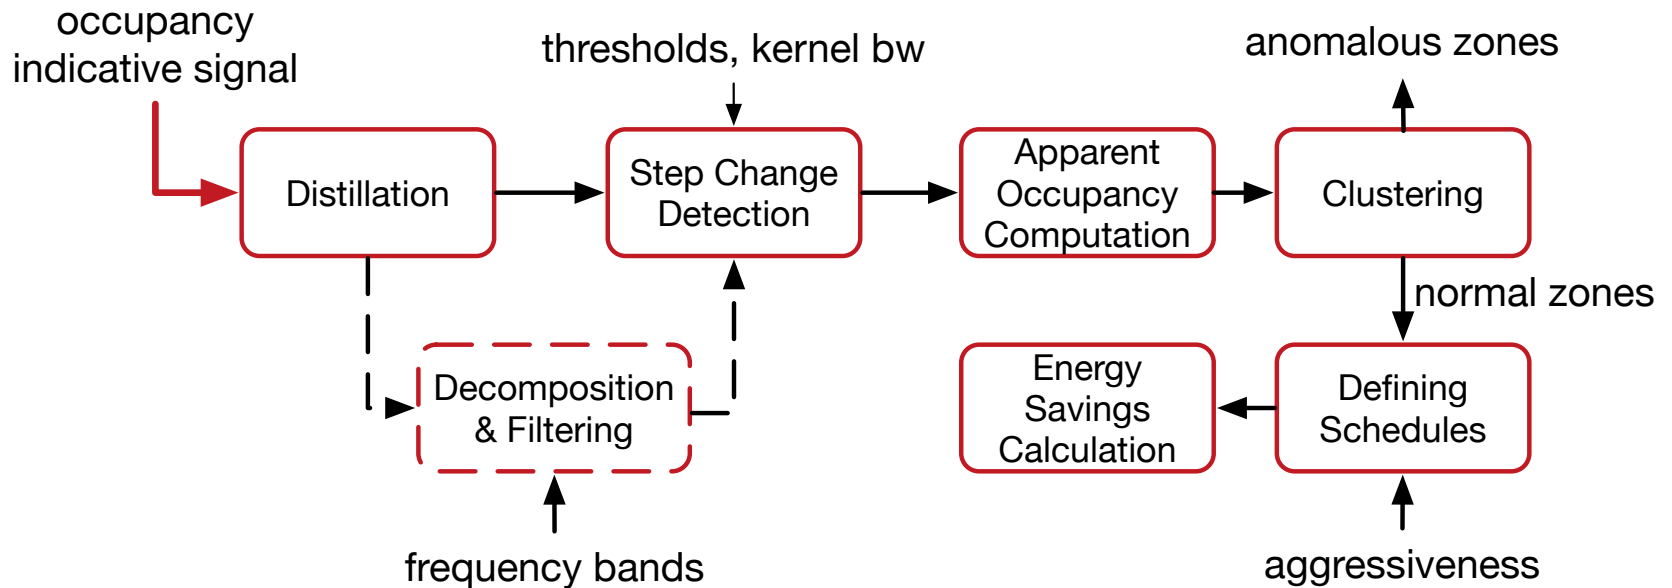 occupancy
indicative signal
thresholds, kernel bw
anomalous zones
Distillation
Step Change
Detection
Apparent
Occupancy
Computation
Clustering
normal zones
Decomposition
& Filtering
Energy
Savings
Calculation
Defining
Schedules
frequency bands
aggressiveness